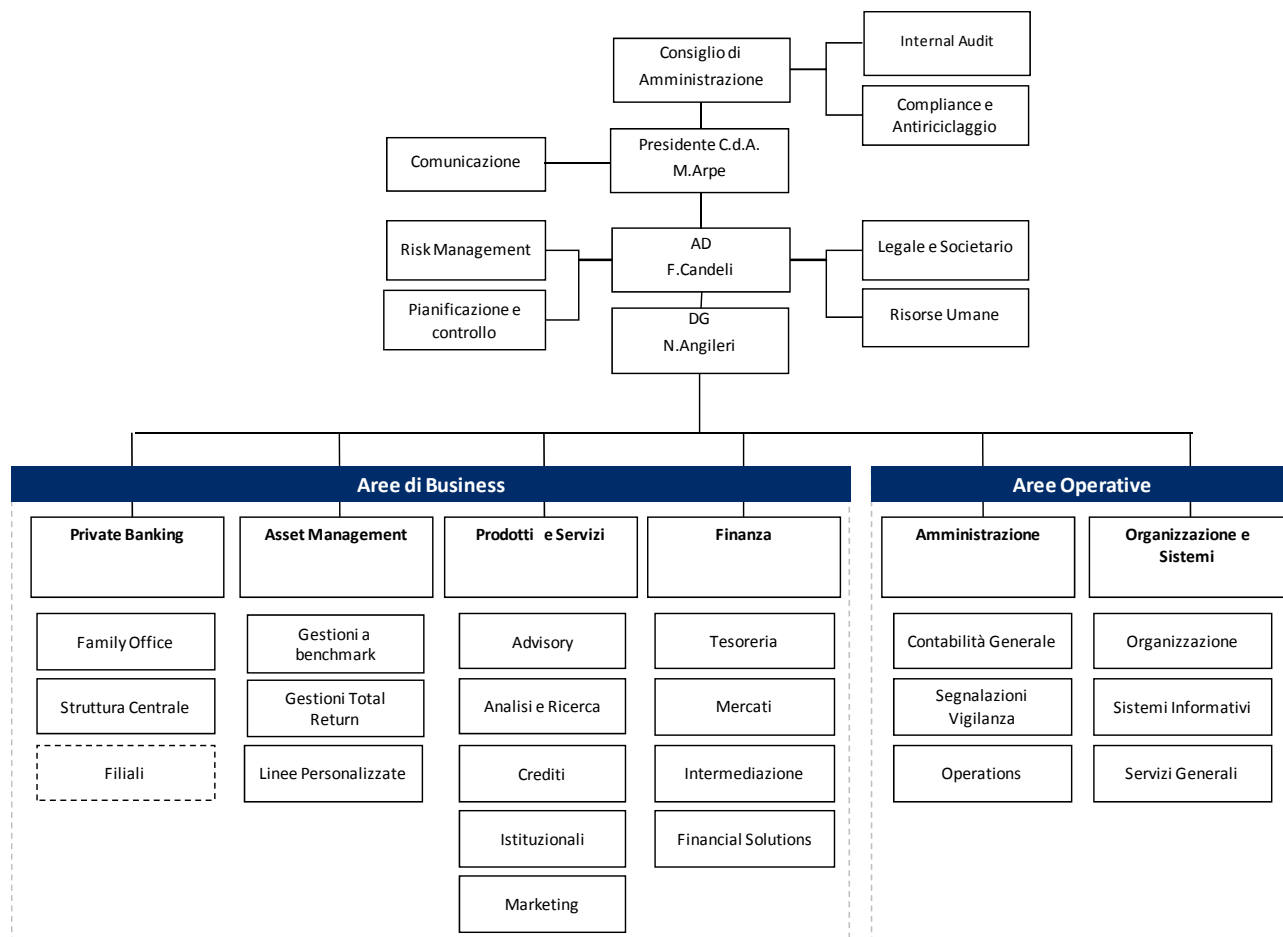 Consiglio di
Amministrazione
Internal Audit
Compliance e
Antiriciclaggio
Presidente C.d.A.
M.Arpe
Comunicazione
AD
F.Candeli
Risk Management
Pianificazione e
controllo
Legale e Societario
Risorse Umane
DG
N.Angileri
Aree di Business
Private Banking
Family Office
Struttura Centrale
Filiali
Asset Management
Gestioni a
benchmark
Gestioni Total
Return
Linee Personalizzate
Prodotti e Servizi
Advisory
Analisi e Ricerca
Crediti
Istituzionali
Marketing
Finanza
Tesoreria
Mercati
Intermediazione
Financial Solutions
Aree Operative
Amministrazione
Contabilità Generale
Segnalazioni
Vigilanza
Operations
Organizzazione e
Sistemi
Organizzazione
Sistemi Informativi
Servizi Generali